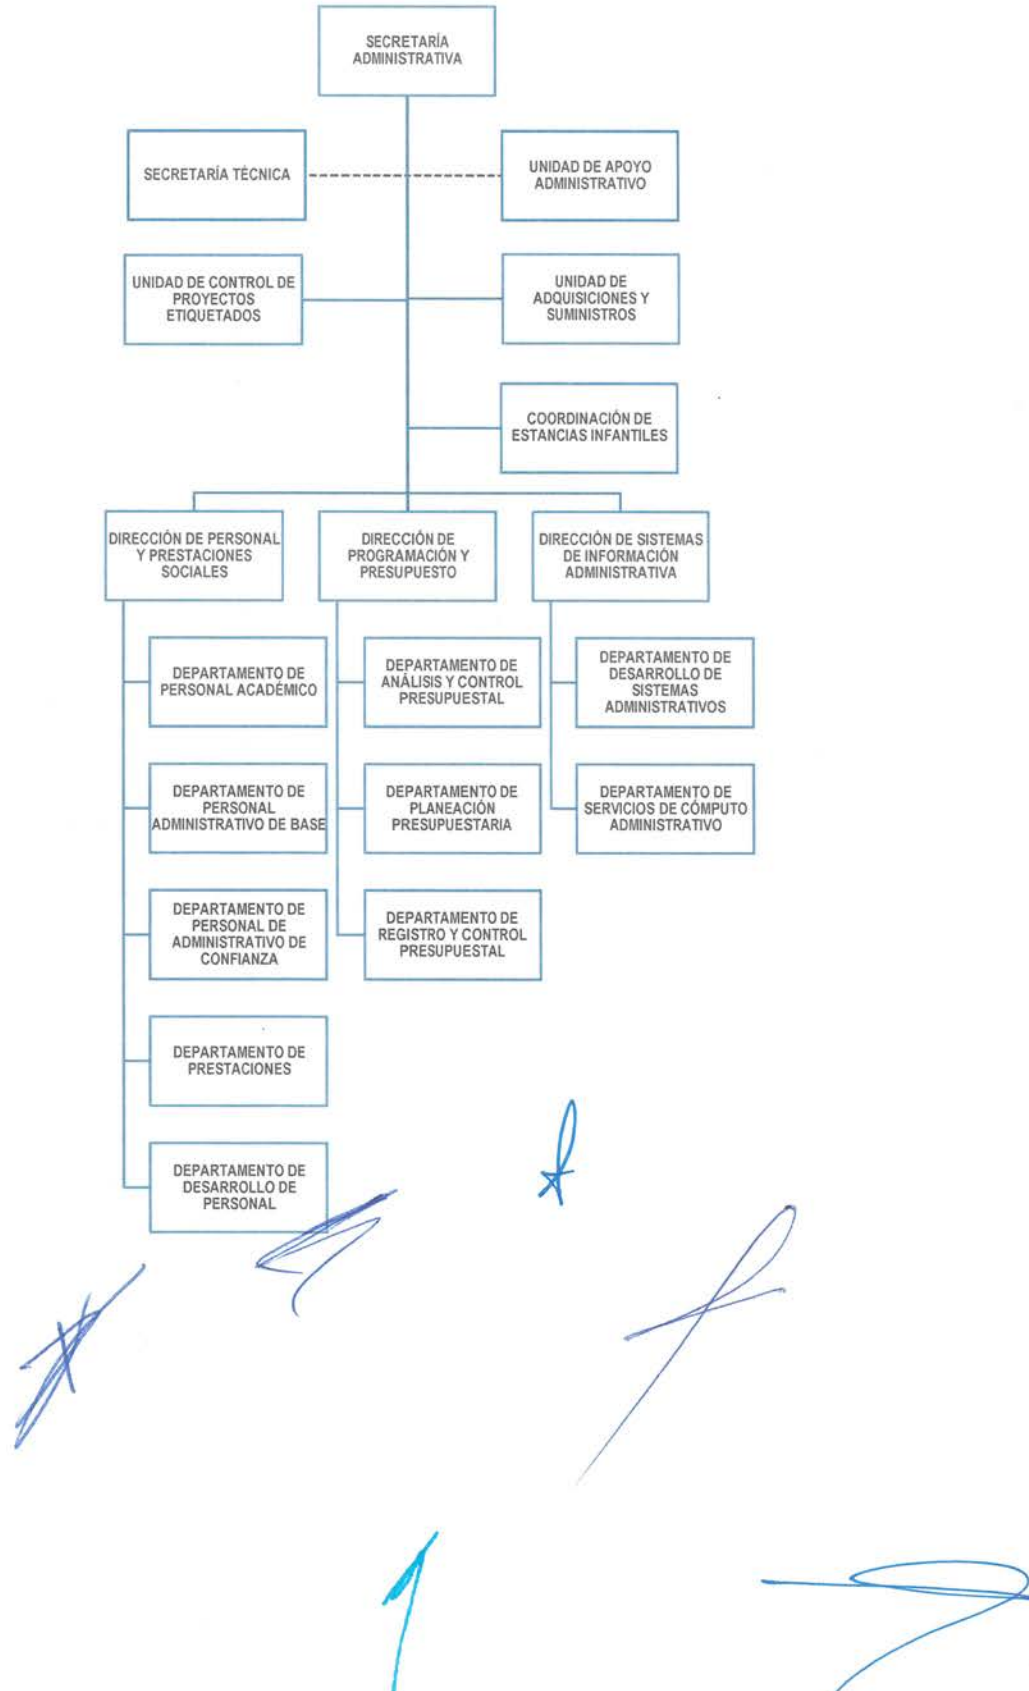 SECRETARÍA
ADMINISTRATIVA
SECRETARÍA TÉCNICA
UNIDAD DE APOYO
ADMINISTRATIVO
UNIDAD DE CONTROL DE
PROYECTOS
ETIQUETADOS
UNIDAD DE
ADQUISICIONES Y
SUMINISTROS
COORDINACIÓN DE
ESTANCIAS INFANTILES
DIRECCIÓN DE PERSONAL
Y PRESTACIONES
SOCIALES
DIRECCIÓN DE
PROGRAMACIÓN Y
PRESUPUESTO
DIRECCIÓN DE SISTEMAS
DE INFORMACIÓN
ADMINISTRATIVA
DEPARTAMENTO DE
PERSONAL ACADÉMICO
DEPARTAMENTO DE
ANÁLISIS Y CONTROL
PRESUPUESTAL
DEPARTAMENTO DE
DESARROLLO DE
SISTEMAS
ADMINISTRATIVOS
DEPARTAMENTO DE
PERSONAL
ADMINISTRATIVO DE BASE
DEPARTAMENTO DE
PLANEACIÓN
PRESUPUESTARIA
DEPARTAMENTO DE
SERVICIOS DE CÓMPUTO
ADMINISTRATIVO
DEPARTAMENTO DE
PERSONAL DE
ADMINISTRATIVO DE
CONFIANZA
DEPARTAMENTO DE
REGISTRO Y CONTROL
PRESUPUESTAL
DEPARTAMENTO DE
PRESTACIONES
DEPARTAMENTO DE
DESARROLLO DE
PERSONAL